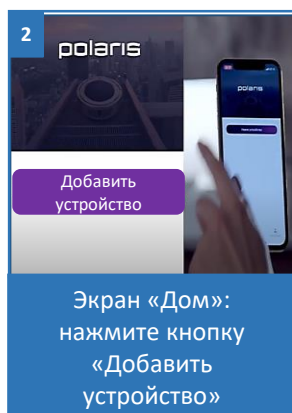 2
polaris
Добавить
устройство
polaris
Экран «Дом»:
нажмите кнопку
«Добавить
устройство»